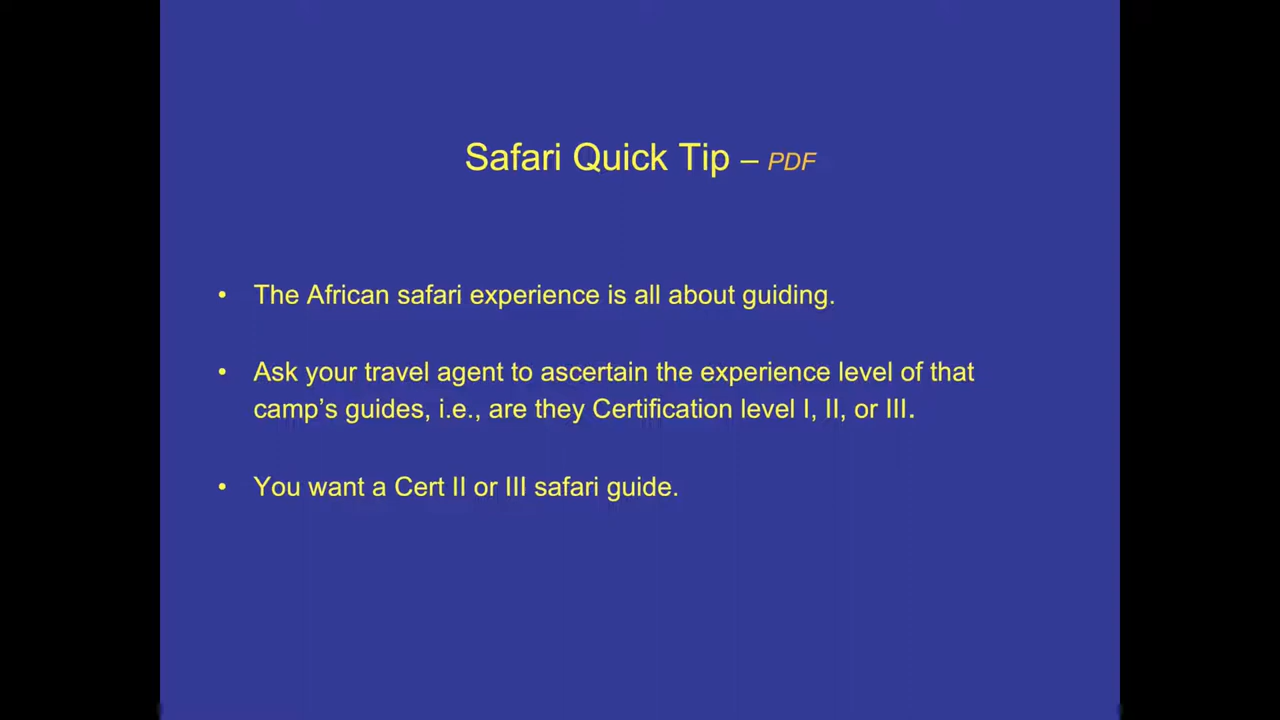 Safari Quick Tip – PDF
• The African safari experience is all about guiding.
• Ask your travel agent to ascertain the experience level of that
camp’s guides, i.e., are they Certification level I, II, or III.
• You want a Cert II or III safari guide.